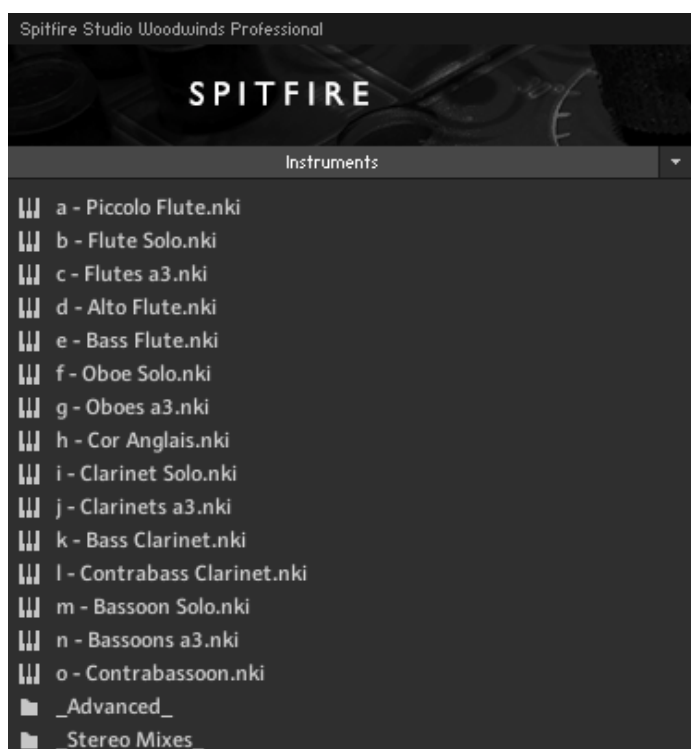 Spitfire Studio Woodwinds Professional
SPITFIRE
Instruments
a - Piccolo Flute.nki
b - Flute Solo.nki
c - Flutes a3.nki
d - Alto Flute.nki
e - Bass Flute.nki
f - Oboe Solo.nki
g - Oboes a3.nki
h - Cor Anglais.nki
i - Clarinet Solo.nki
j - Clarinets a3.nki
k - Bass Clarinet.nki
l - Contrabass Clarinet.nki
m - Bassoon Solo.nki
n - Bassoons a3.nki
o - Contrabassoon.nki
_Advanced_
_Stereo Mixes_